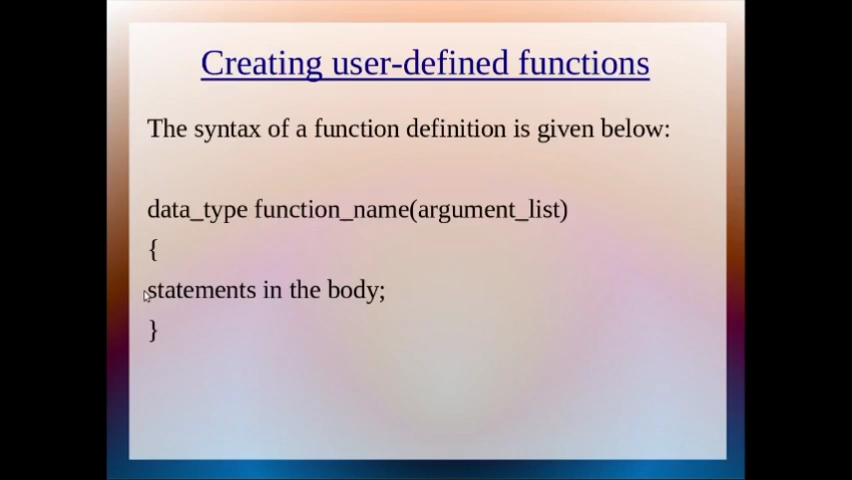 Creating user-defined functions
The syntax of a function definition is given below:
data_type function_name(argument_list)
{
statements in the body;
}